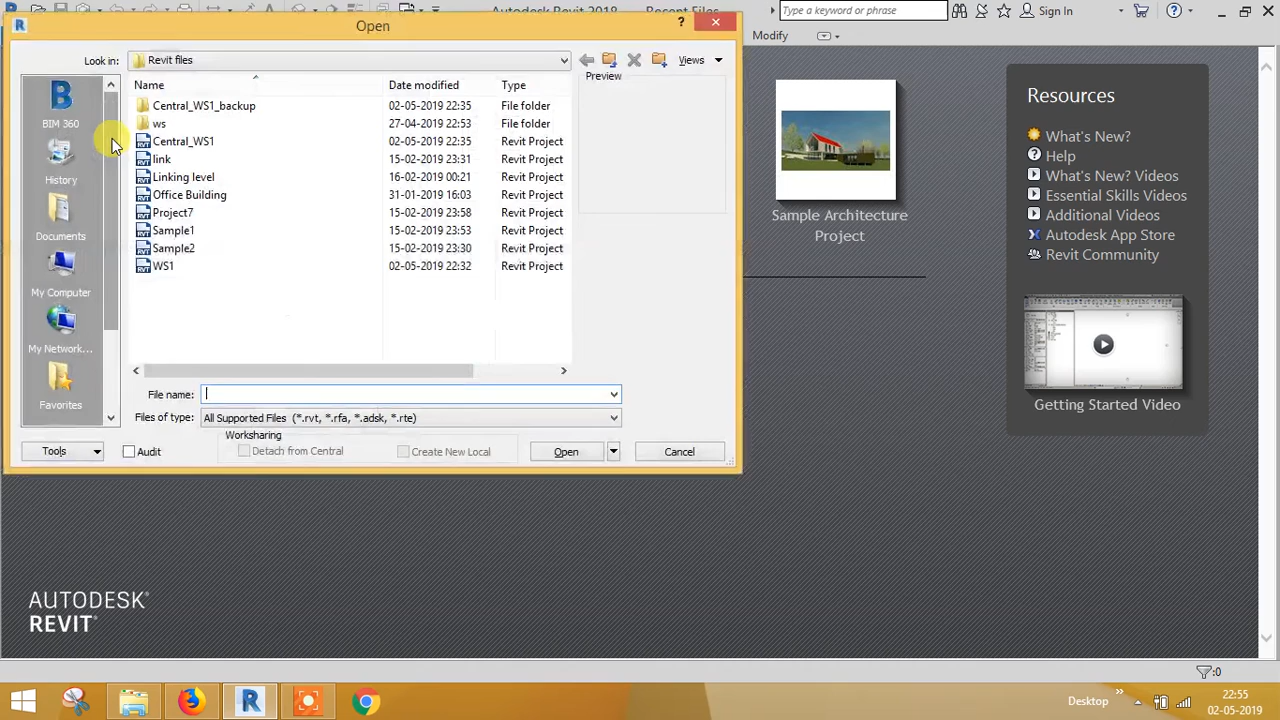 Autodesk Revit 2018 - Recent Files
Type a keyword or phrase
Sign In
Open
Modify
Look in:
Revit files
Views
Name
Date modified
Type
Preview
Central_WS1_backup 02-05-2019 22:35 File folder
ws 27-04-2019 22:53 File folder
Central_WS1 02-05-2019 22:35 Revit Project
link 15-02-2019 23:31 Revit Project
Linking level 16-02-2019 00:21 Revit Project
Office Building 31-01-2019 16:03 Revit Project
Project7 15-02-2019 23:58 Revit Project
Sample1 15-02-2019 23:53 Revit Project
Sample2 15-02-2019 23:30 Revit Project
WS1 02-05-2019 22:32 Revit Project
BIM 360
History
Documents
My Computer
My Network...
Favorites
File name:
Files of type:
All Supported Files (*.rvt, *.rfa, *.adsk, *.rte)
Worksharing
Tools
Audit
Detach from Central
Create New Local
Open
Cancel
Sample Architecture
Project
Resources
What's New?
Help
What's New? Videos
Essential Skills Videos
Additional Videos
Autodesk App Store
Revit Community
Getting Started Video
AUTODESK®
REVIT®
:0
Desktop
22:55
02-05-2019